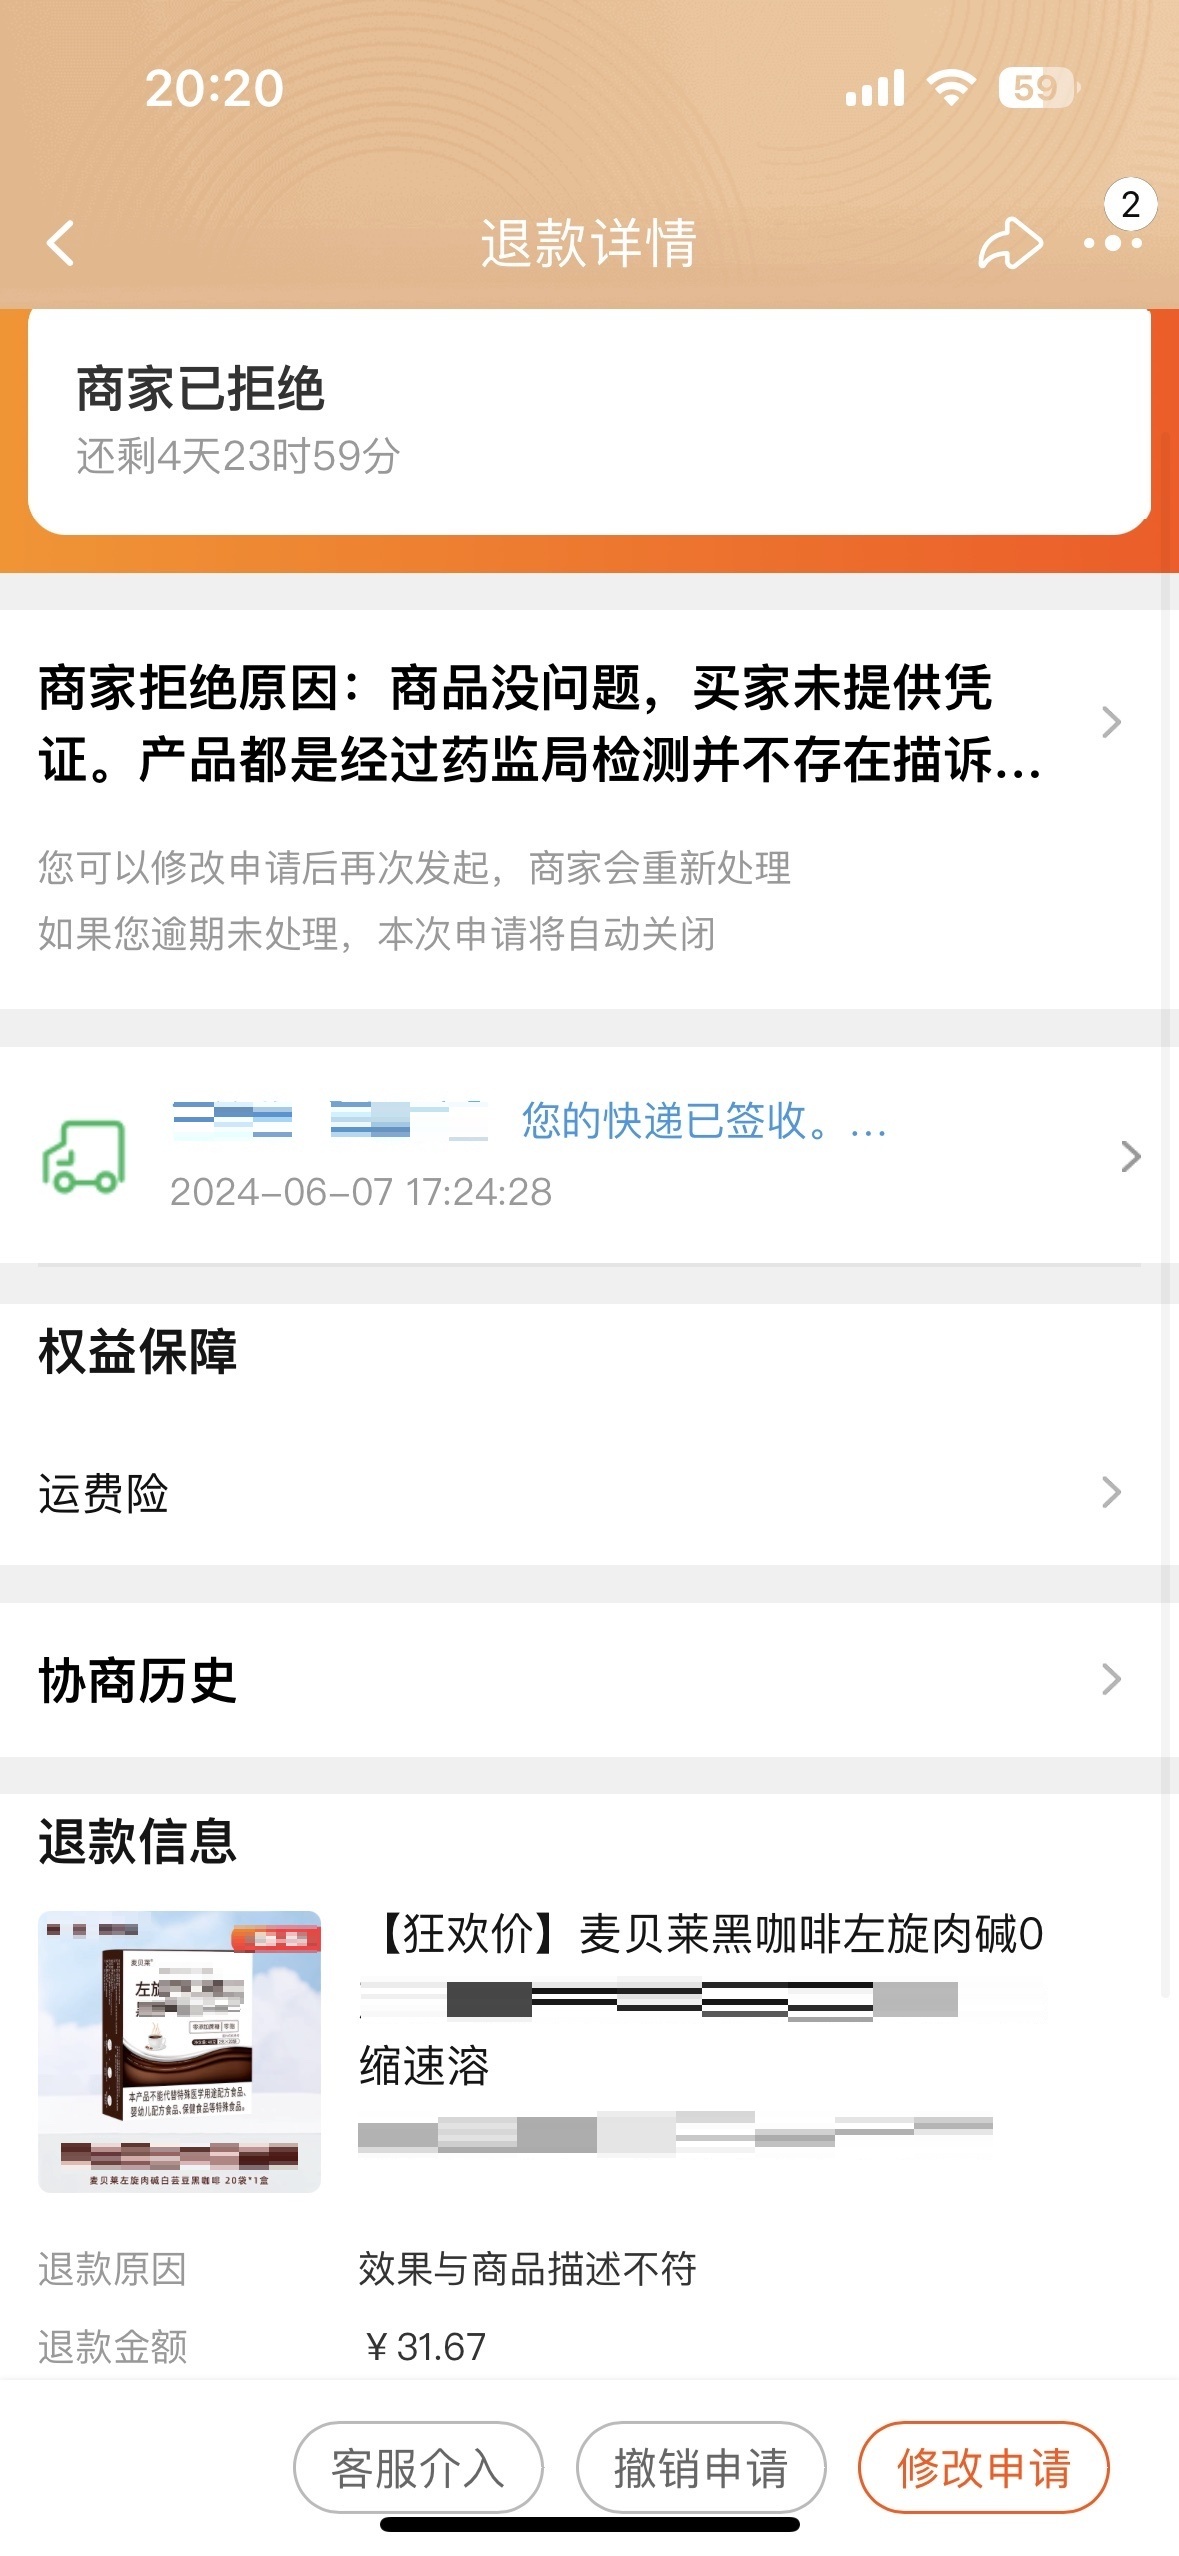 20:20
59
2
退款详情
商家已拒绝
还剩4天23时59分
商家拒绝原因：商品没问题，买家未提供凭
证。产品都是经过药监局检测并不存在描诉...
您可以修改申请后再次发起，商家会重新处理
如果您逾期未处理，本次申请将自动关闭
您的快递已签收。...
2024-06-07 17:24:28
权益保障
运费险
协商历史
退款信息
【狂欢价】麦贝莱黑咖啡左旋肉碱0
缩速溶
麦贝莱
左旋
本产品不能代替特殊医学用途配方食品、
婴幼儿配方食品、保健食品等特殊食品。
麦贝莱左旋肉碱白芸豆黑咖啡 20袋*1盒
退款原因 效果与商品描述不符
退款金额 ¥31.67
客服介入 撤销申请 修改申请